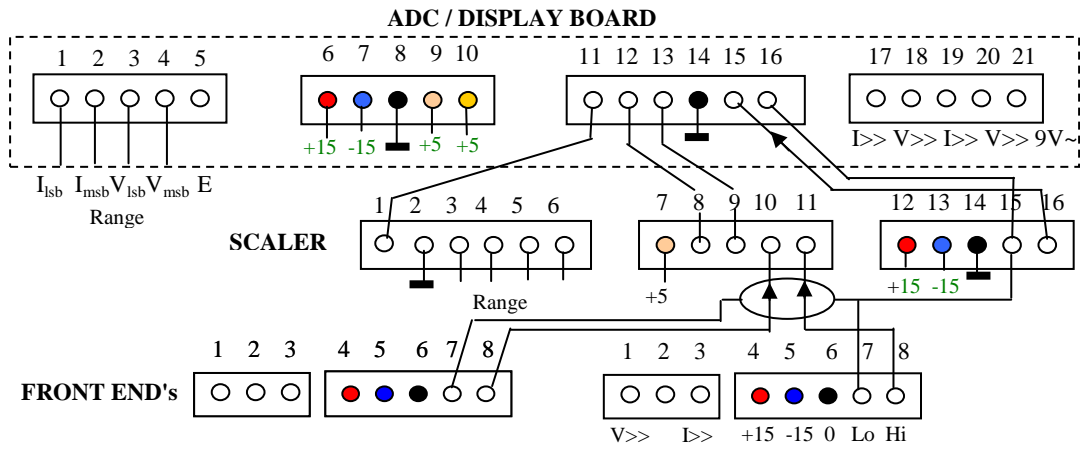 ADC / DISPLAY BOARD
1 2 3 4 5 6 7 8 9 10 11 12 13 14 15 16 17 18 19 20 21
+15 -15 +5 +5 I>> V>> I>> V>> 9V~
Ilsb Imsb Vlsb Vmsb E
Range
1 2 3 4 5 6 7 8 9 10 11 12 13 14 15 16
SCALER
+5 +15 -15
Range
1 2 3 4 5 6 7 8 1 2 3 4 5 6 7 8
FRONT END's
V>> I>> +15 -15 0 Lo Hi